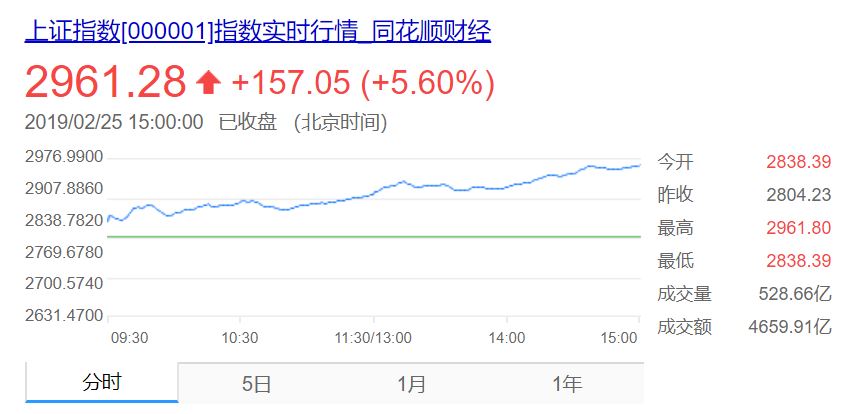 上证指数[000001]指数实时行情_同花顺财经
2961.28 +157.05 (+5.60%)
2019/02/25 15:00:00 已收盘 (北京时间)
2976.9900
2907.8860
2838.7820
2769.6780
2700.5740
2631.4700
09:30 10:30 11:30/13:00 14:00 15:00
今开 2838.39
昨收 2804.23
最高 2961.80
最低 2838.39
成交量 528.66亿
成交额 4659.91亿
分时 5日 1月 1年